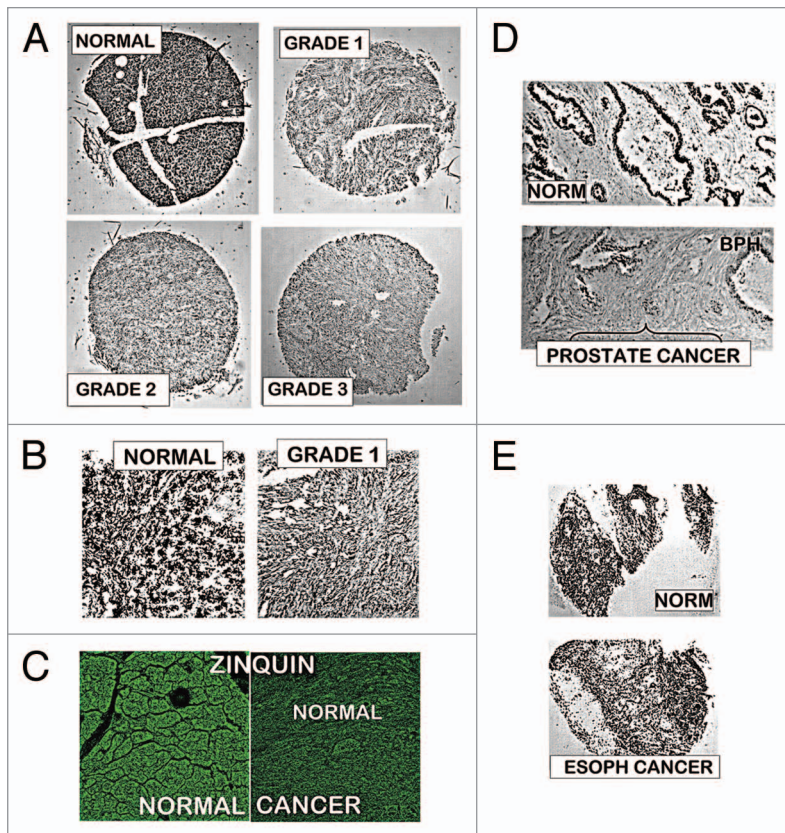 A
NORMAL
GRADE 1
GRADE 2
GRADE 3
B
NORMAL
GRADE 1
C
ZINQUIN
NORMAL
NORMAL CANCER
D
NORM
BPH
PROSTATE CANCER
E
NORM
ESOPH CANCER